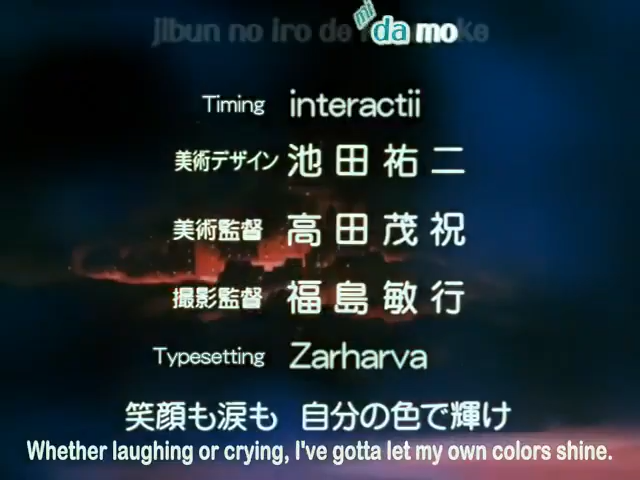 mi
jibun no iro de da mo ke
Timing interactii
美術デザイン 池田祐二
美術監督 高田茂祝
撮影監督 福島敏行
Typesetting Zarharva
笑顔も涙も 自分の色で輝け
Whether laughing or crying, I've gotta let my own colors shine.